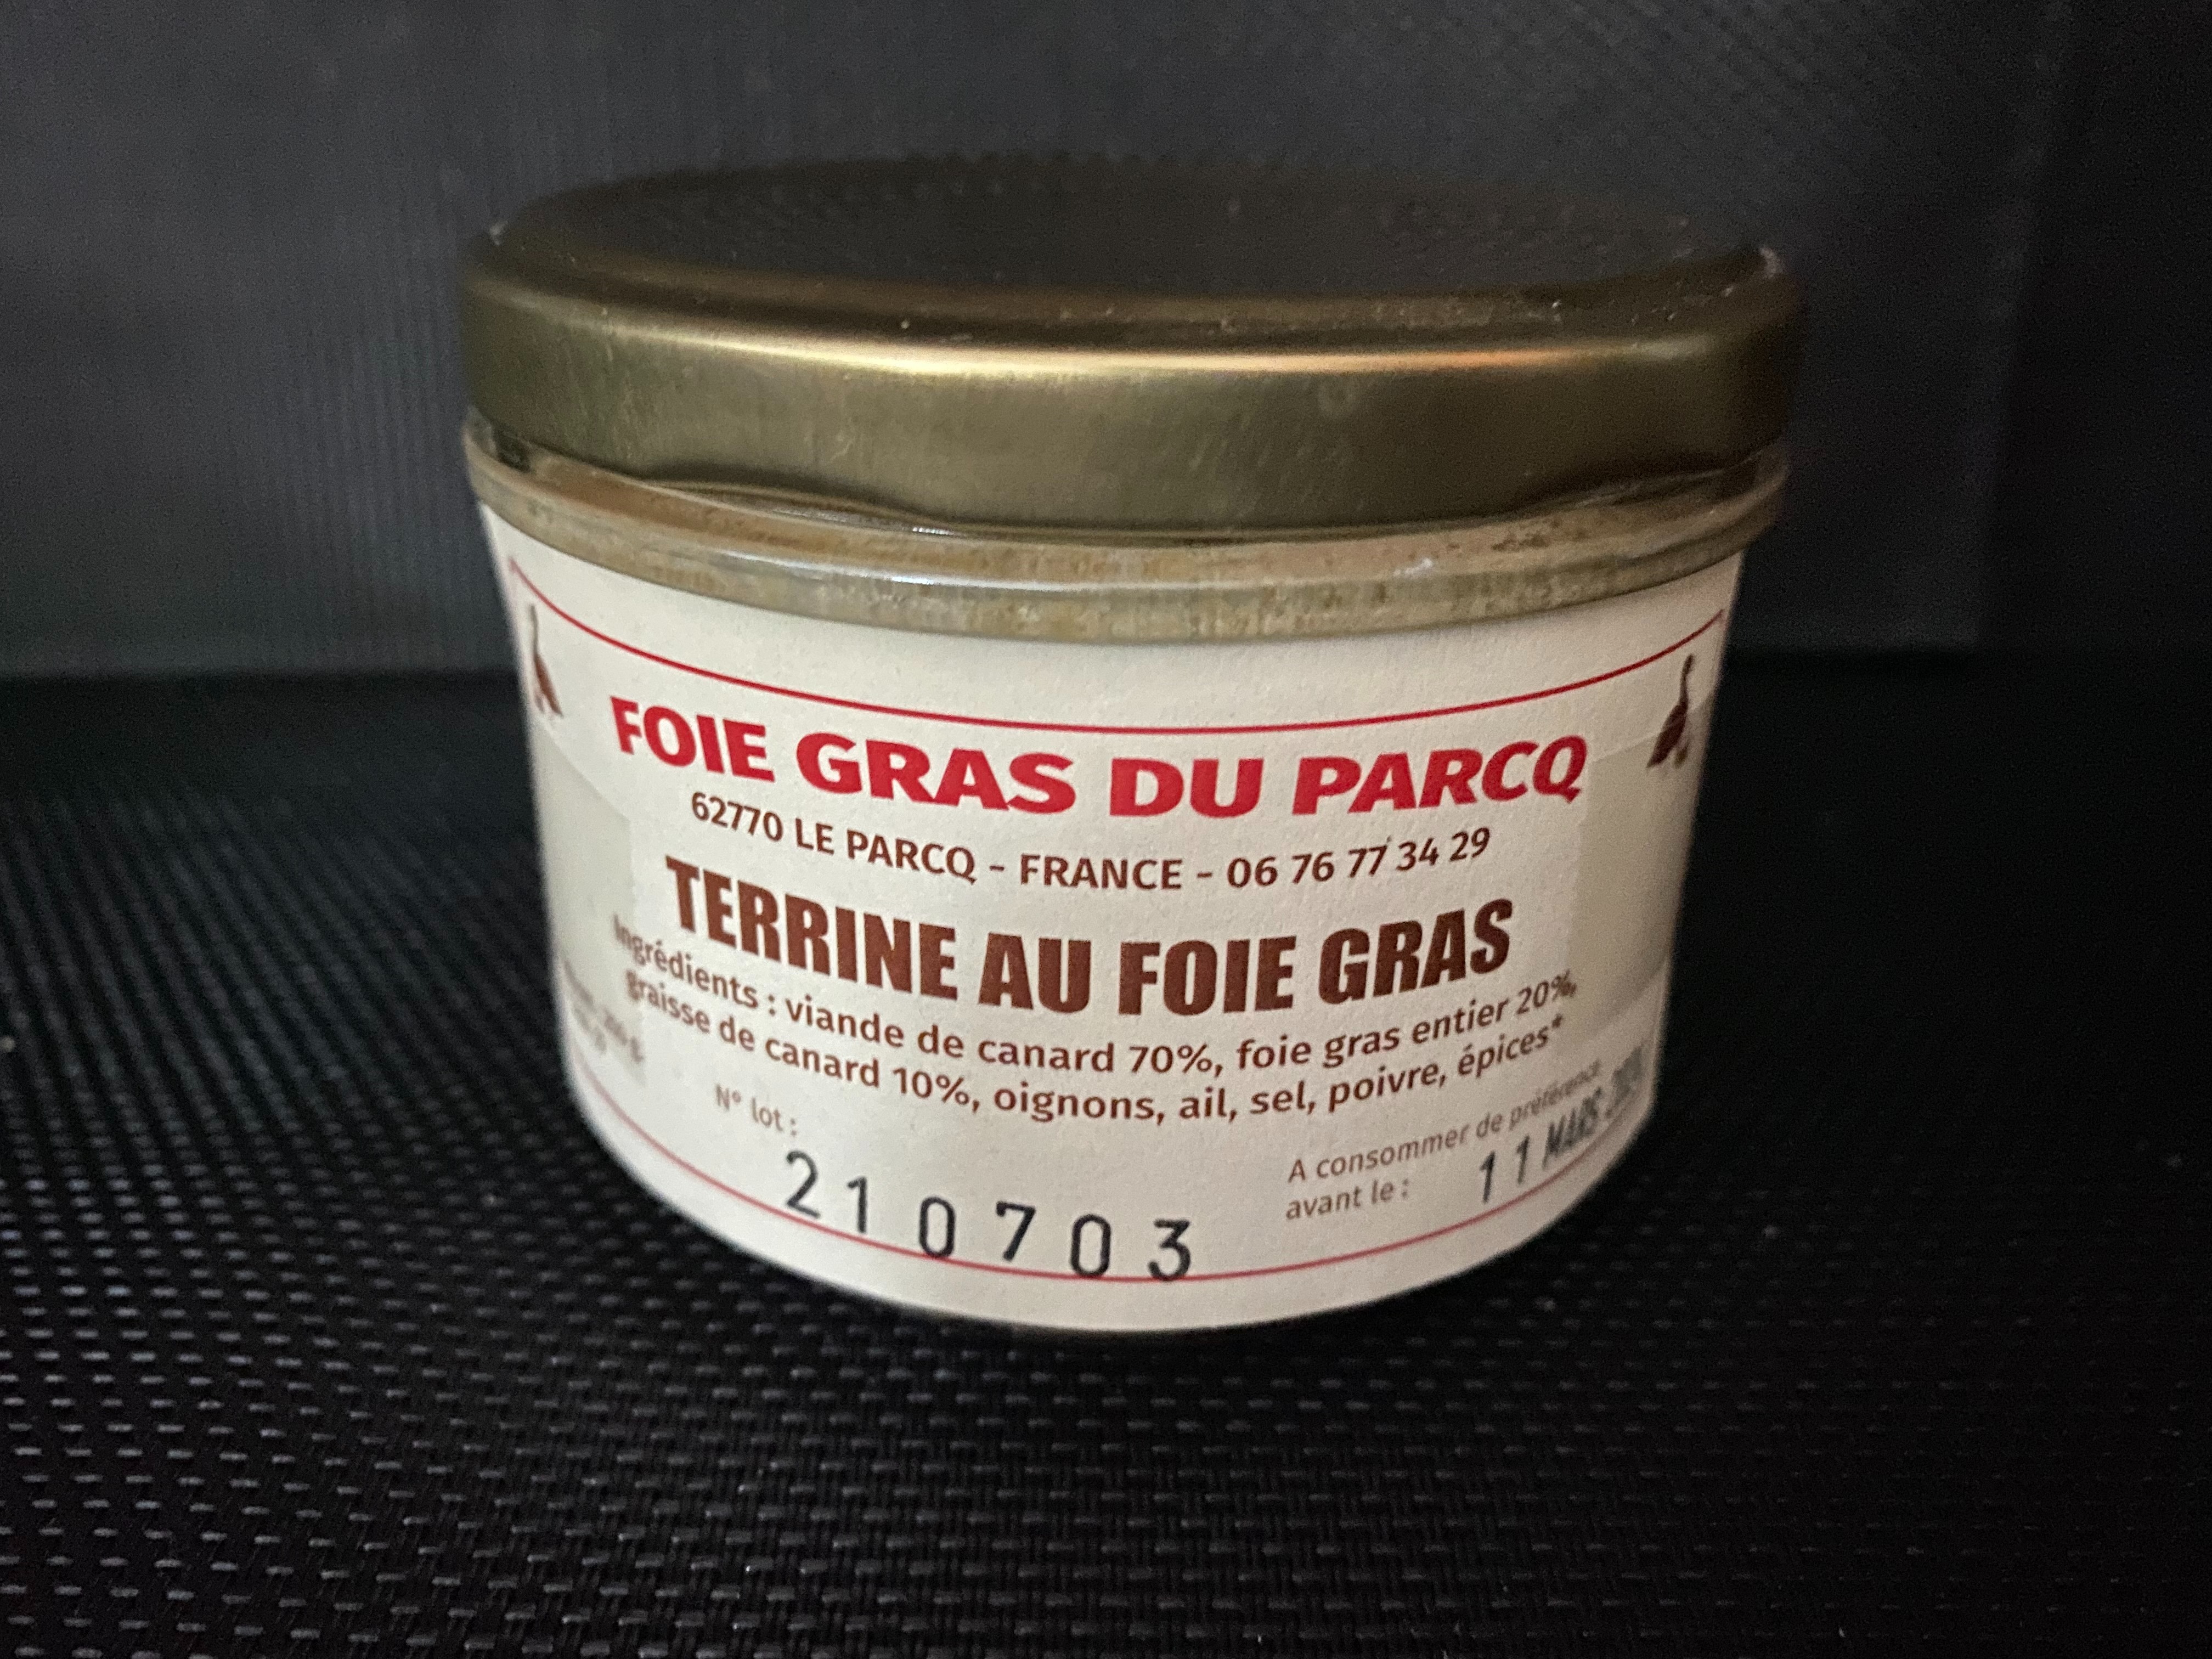 FOIE GRAS DU PARCQ
62770 LE PARCQ - FRANCE - 06 76 77 34 29
TERRINE AU FOIE GRAS
Ingrédients : viande de canard 70%, foie gras entier 20%,
graisse de canard 10%, oignons, ail, sel, poivre, épices*
N° lot :
210703
A consommer de préférence
avant le : 11 MARS